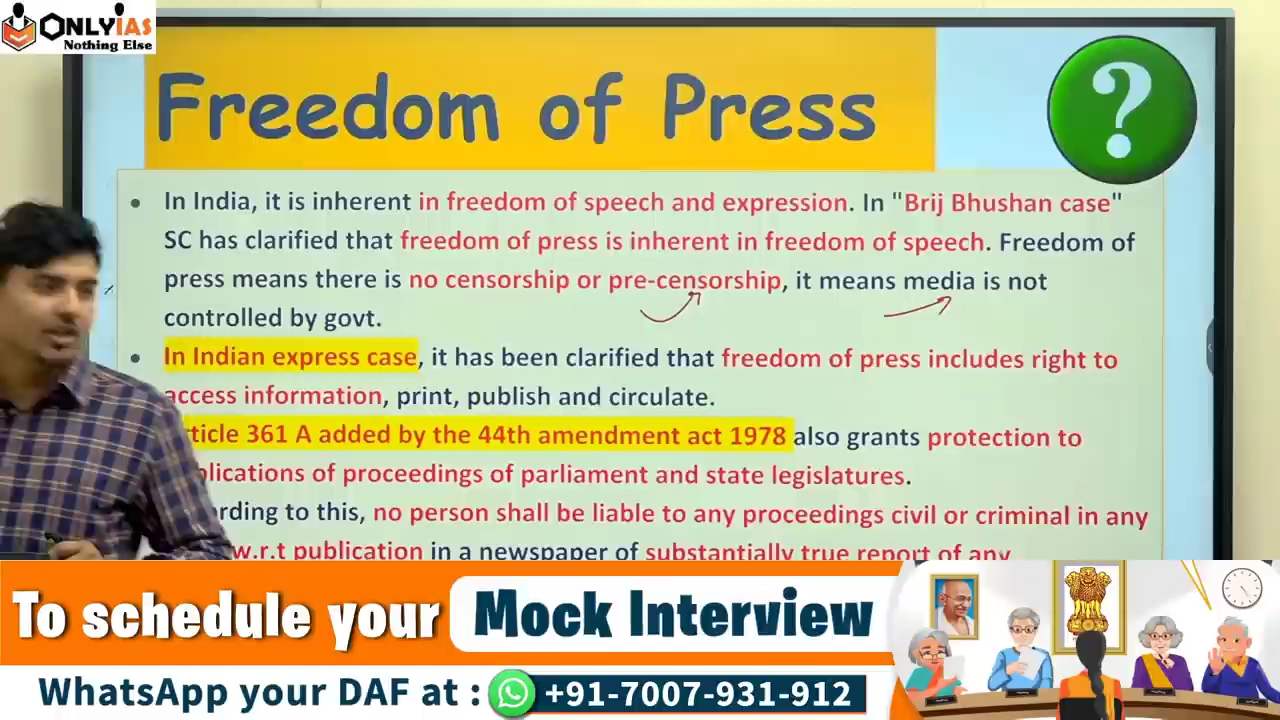 ONLYIAS
Nothing Else
Freedom of Press
?
• In India, it is inherent in freedom of speech and expression. In "Brij Bhushan case"
SC has clarified that freedom of press is inherent in freedom of speech. Freedom of
press means there is no censorship or pre-censorship, it means media is not
controlled by govt.
• In Indian express case, it has been clarified that freedom of press includes right to
access information, print, publish and circulate.
361 A added by the 44th amendment act 1978 also grants protection to
of proceedings of parliament and state legislatures.
to this, no person shall be liable to any proceedings civil or criminal in any
w.r.t publication in a newspaper of substantially true report of any
To schedule your Mock Interview
WhatsApp your DAF at : +91-7007-931-912